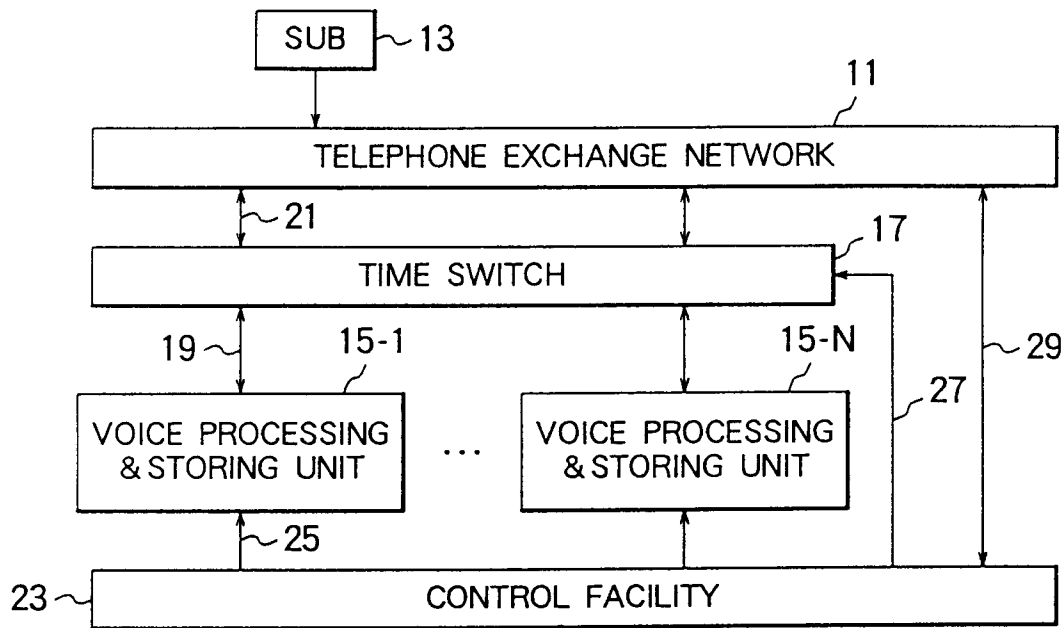 SUB
13
11
TELEPHONE EXCHANGE NETWORK
21
17
TIME SWITCH
19
15-1
15-N
29
27
VOICE PROCESSING
& STORING UNIT
...
VOICE PROCESSING
& STORING UNIT
25
23
CONTROL FACILITY